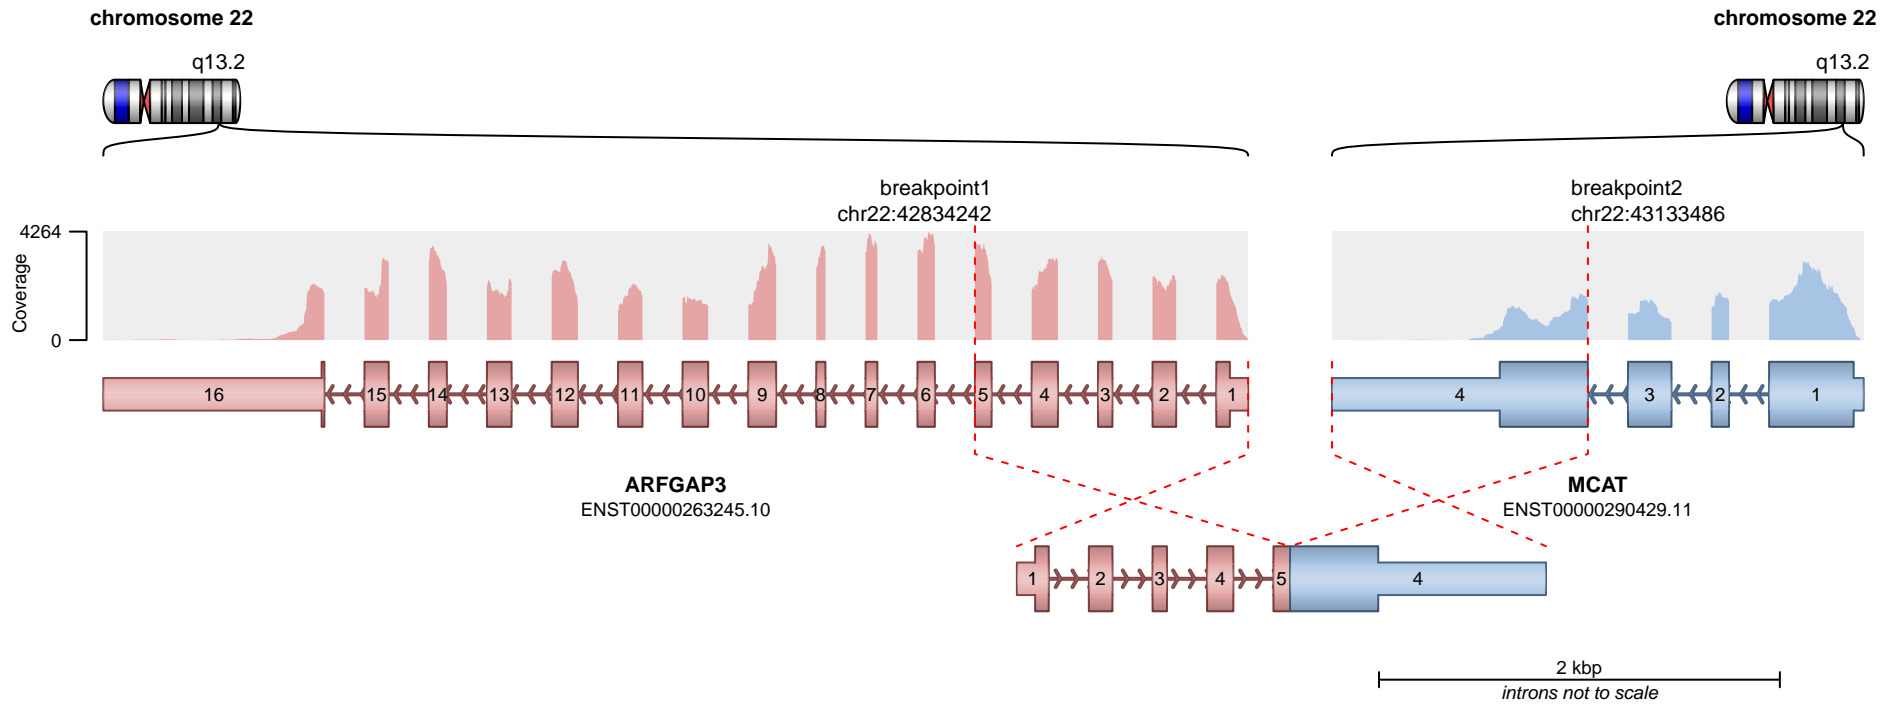 chromosome 22
chromosome 22
q13.2
q13.2
breakpoint1
chr22:42834242
breakpoint2
chr22:43133486
4264
Coverage
0
16 15 14 13 12 11 10 9 8 7 6 5 4 3 2 1
4 3 2 1
ARFGAP3
ENST00000263245.10
MCAT
ENST00000290429.11
1 2 3 4 5 4
2 kbp
introns not to scale